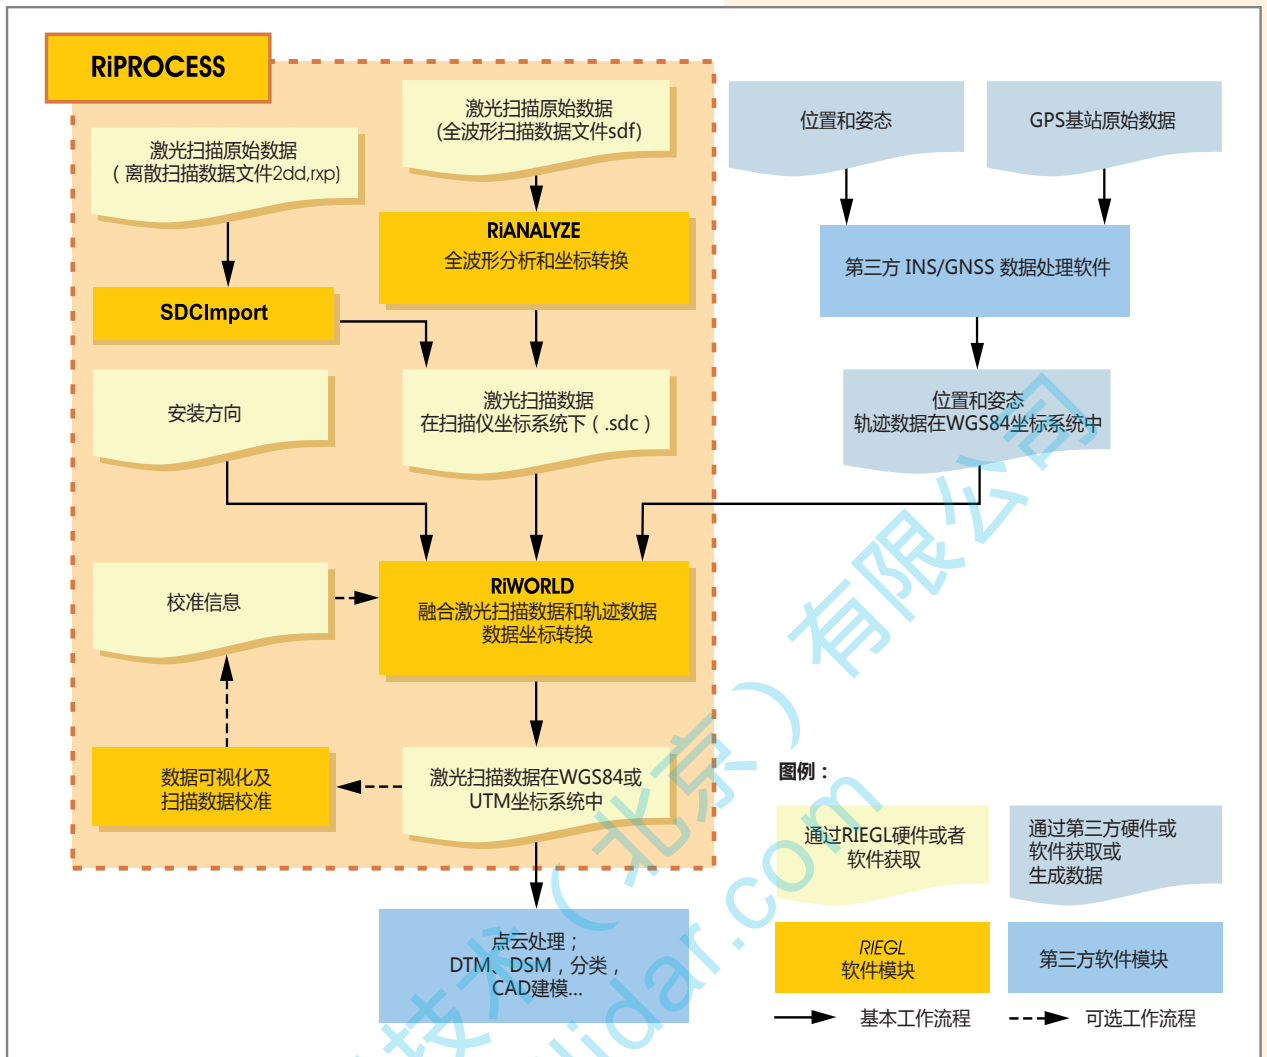 RiPROCESS
激光扫描原始数据
(全波形扫描数据文件sdf)
位置和姿态
GPS基站原始数据
激光扫描原始数据
( 离散扫描数据文件2dd,rxp)
RiANALYZE
全波形分析和坐标转换
第三方 INS/GNSS 数据处理软件
SDCImport
安装方向
激光扫描数据
在扫描仪坐标系统下 ( .sdc )
位置和姿态
轨迹数据在WGS84坐标系统中
校准信息
RiWORLD
融合激光扫描数据和轨迹数据
数据坐标转换
数据可视化及
扫描数据校准
激光扫描数据在WGS84或
UTM坐标系统中
点云处理；
DTM、DSM，分类，
CAD建模...
图例：
通过RIEGL硬件或者
软件获取
通过第三方硬件或
软件获取或
生成数据
RIEGL
软件模块
第三方软件模块
基本工作流程
可选工作流程
技术（北京）有限公司
lidar.com